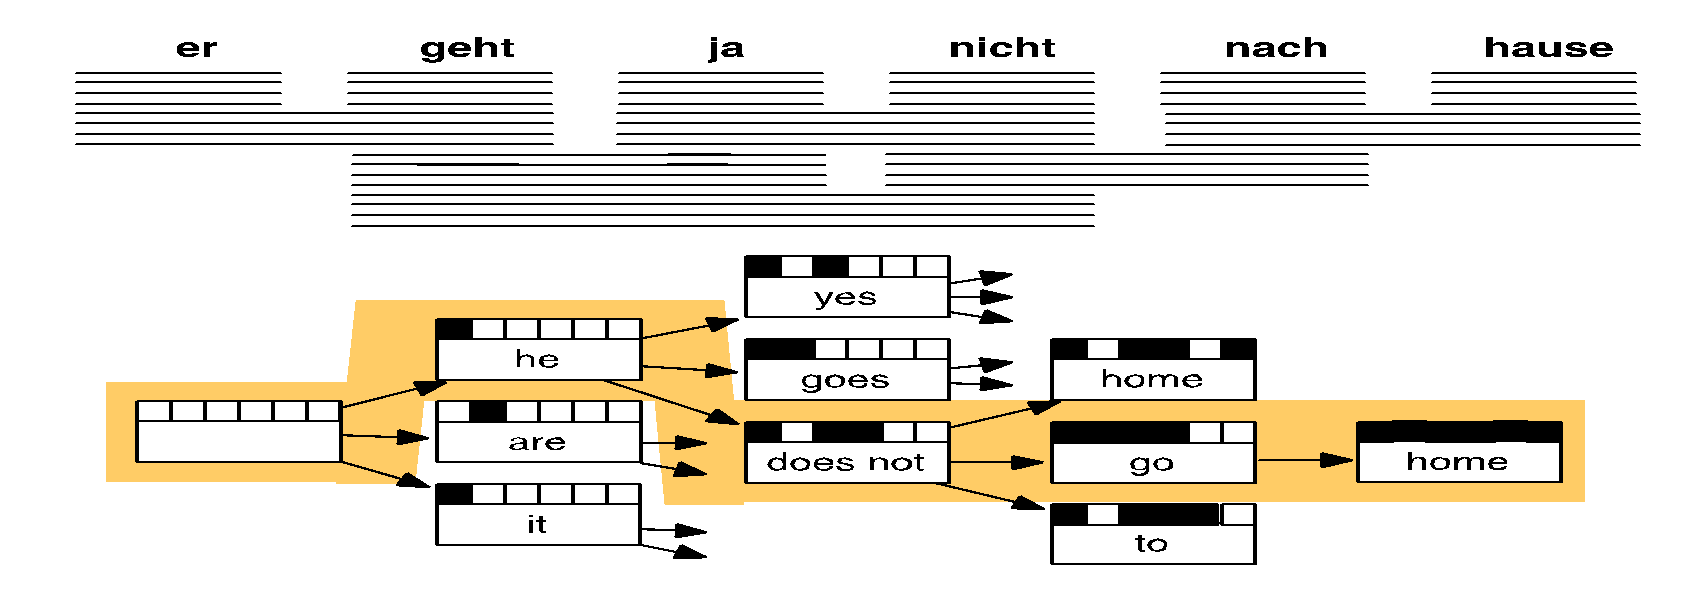 er geht ja nicht nach hause
yes
he
goes
home
are
does not
go
home
it
to